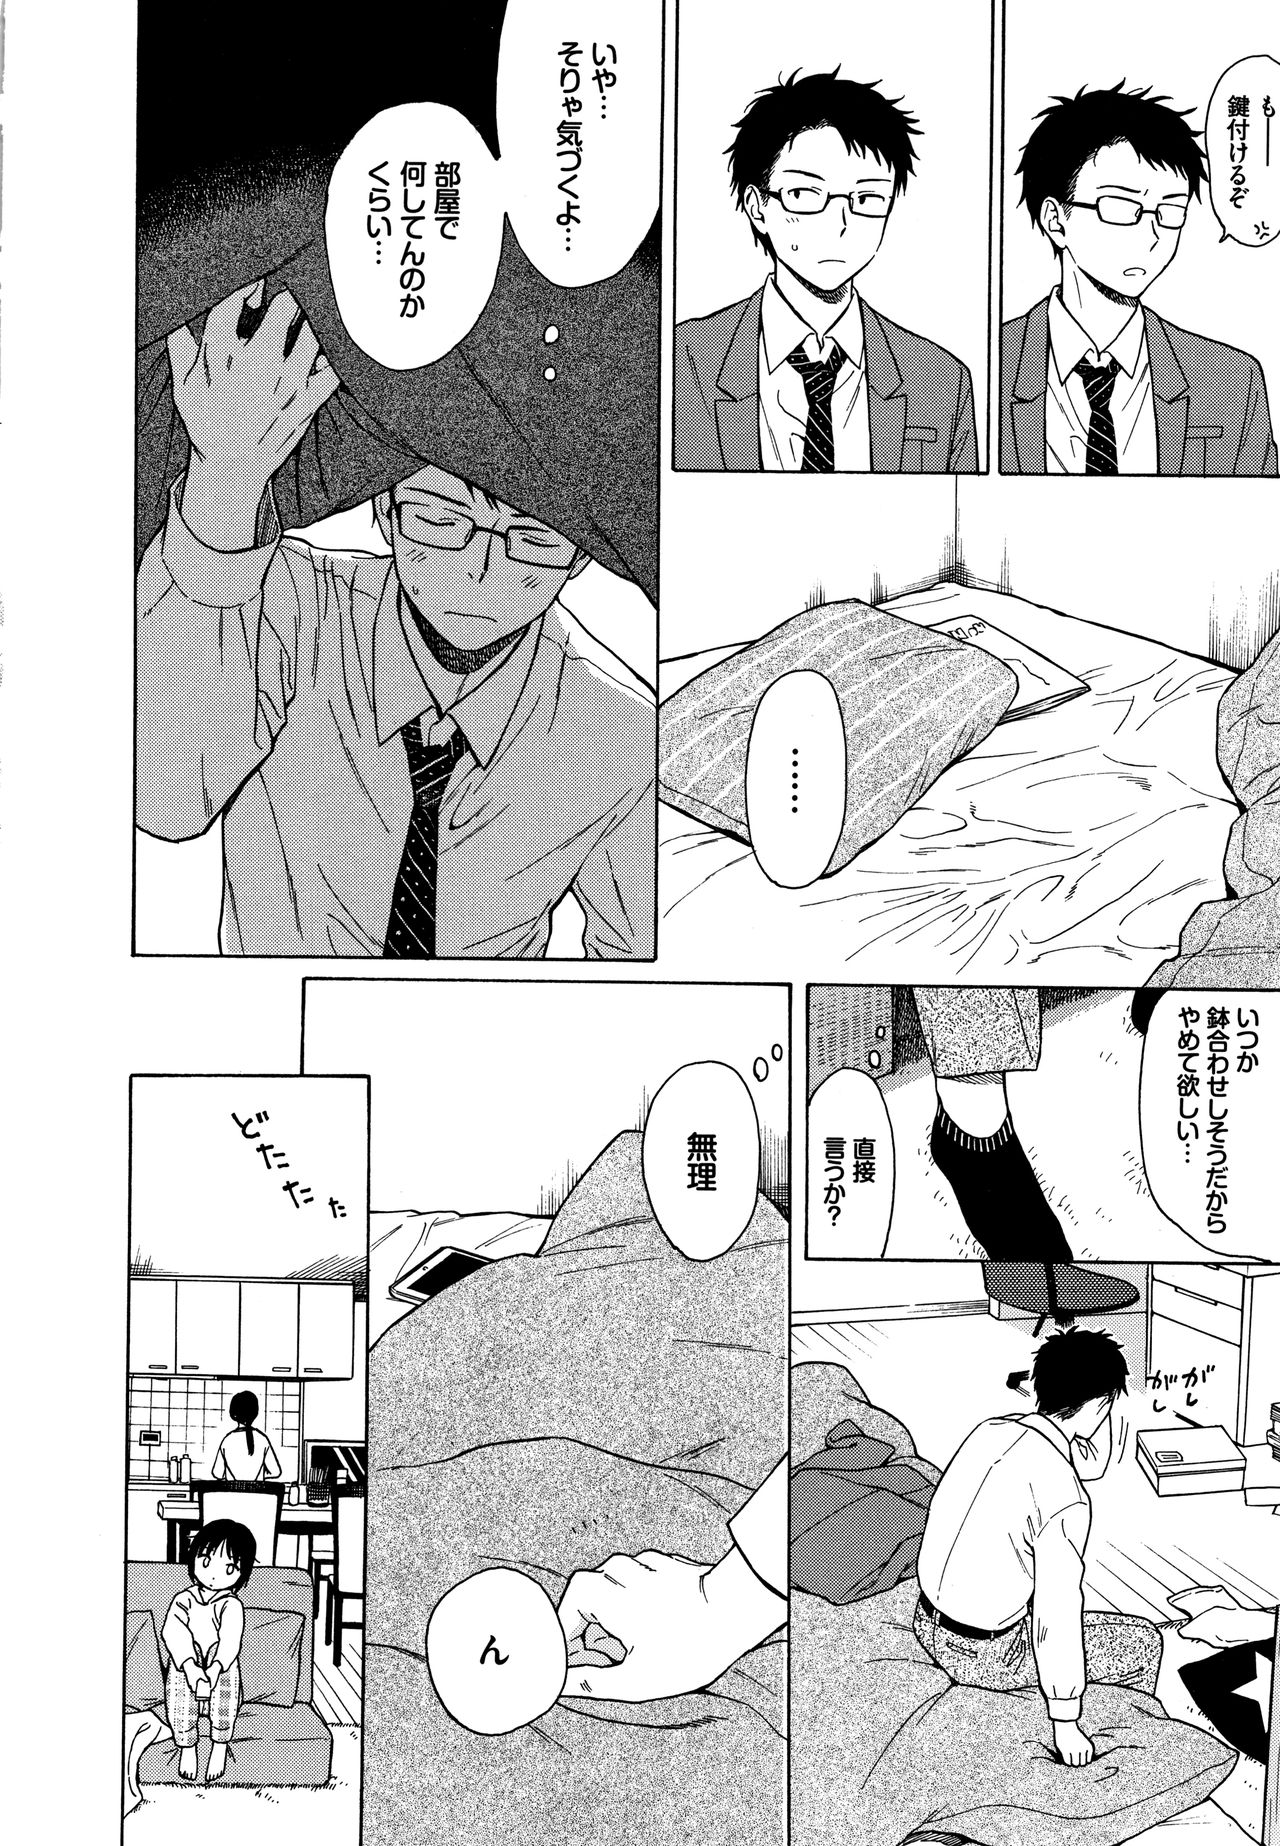 もー
鍵付けるぞ
……
いや…
そりゃ気づくよ…
部屋で
何してんのか
くらい…
いつか
鉢合わせしそうだから
やめて欲しい…
直接
言うか?
がし
がし
無理
ん
どたたた